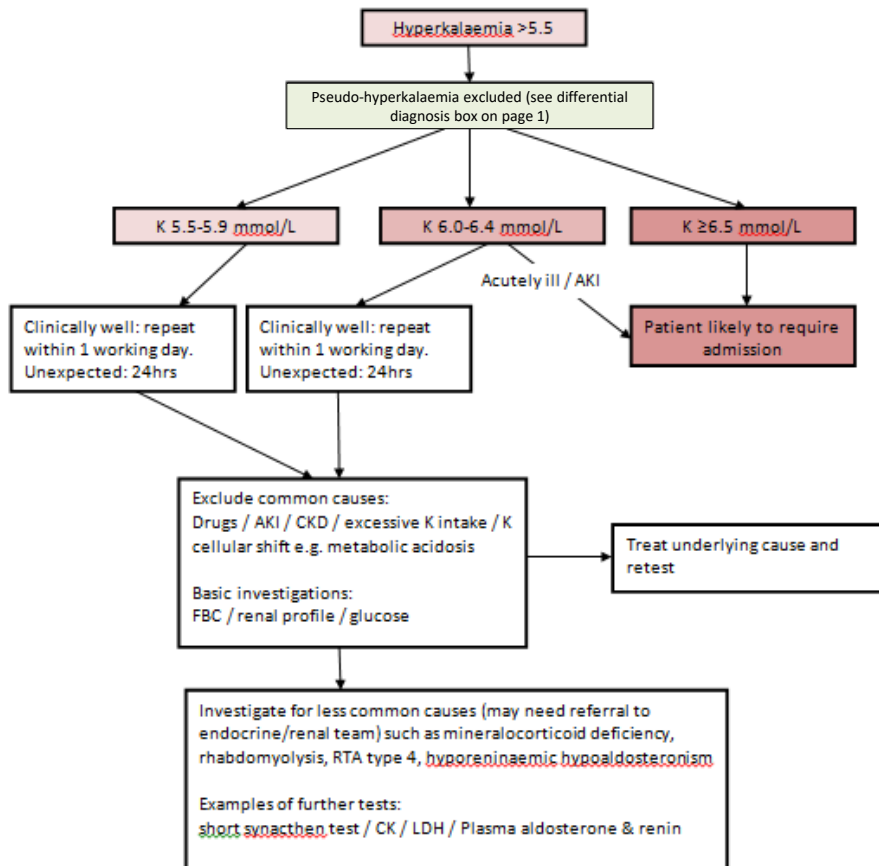 Hyperkalaemia >5.5
Pseudo-hyperkalaemia excluded (see differential
diagnosis box on page 1)
K 5.5-5.9 mmol/L
K 6.0-6.4 mmol/L
K ≥6.5 mmol/L
Acutely ill / AKI
Clinically well: repeat
within 1 working day.
Unexpected: 24hrs
Clinically well: repeat
within 1 working day.
Unexpected: 24hrs
Patient likely to require
admission
Exclude common causes:
Drugs / AKI / CKD / excessive K intake / K
cellular shift e.g. metabolic acidosis
Basic investigations:
FBC / renal profile / glucose
Treat underlying cause and
retest
Investigate for less common causes (may need referral to
endocrine/renal team) such as mineralocorticoid deficiency,
rhabdomyolysis, RTA type 4, hyporeninaemic hypoaldosteronism
Examples of further tests:
short synacthen test / CK / LDH / Plasma aldosterone & renin